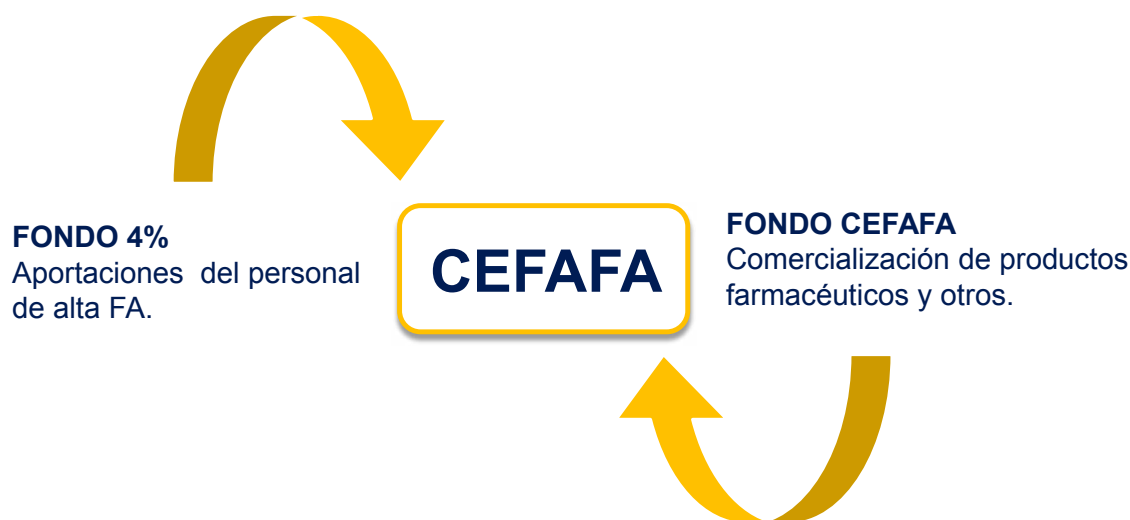 FONDO 4%
Aportaciones del personal
de alta FA.
CEFAFA
FONDO CEFAFA
Comercialización de productos
farmacéuticos y otros.